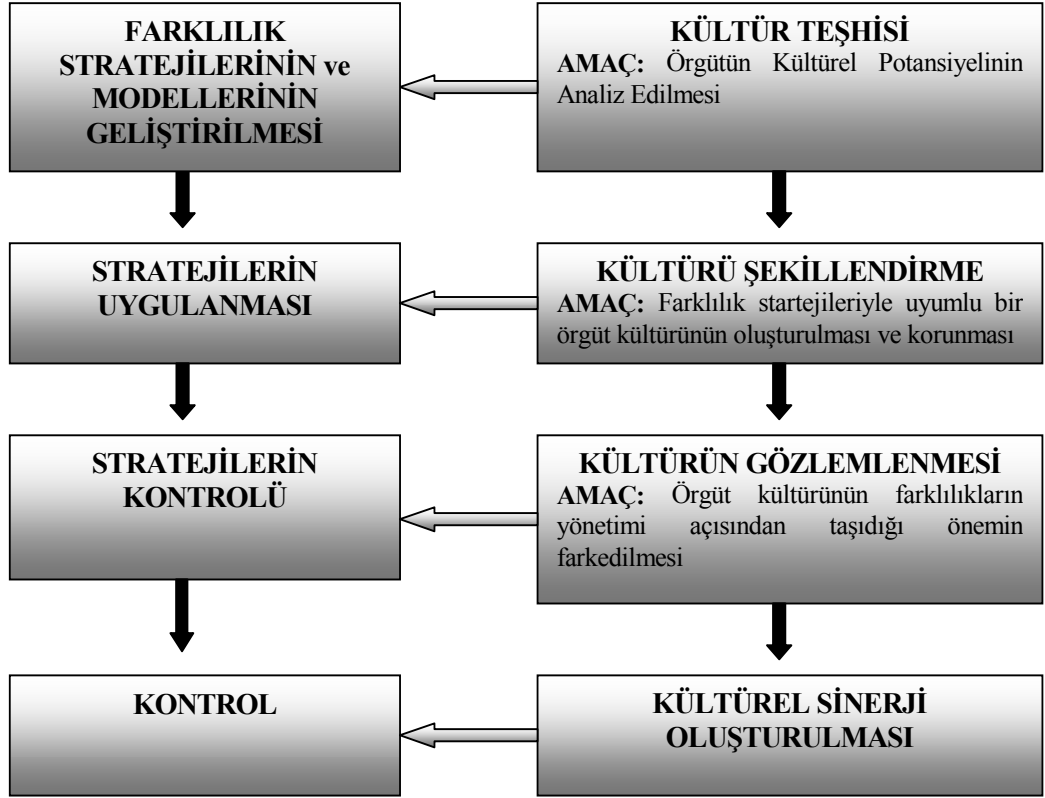 FARKLILIK
STRATEJİLERİNİN ve
MODELLERİNİN
GELİŞTİRİLMESİ
KÜLTÜR TEŞHİSİ
AMAÇ: Örgütün Kültürel Potansiyelinin
Analiz Edilmesi
STRATEJİLERİN
UYGULANMASI
KÜLTÜRÜ ŞEKİLLENDİRME
AMAÇ: Farklılık startejileriyle uyumlu bir
örgüt kültürünün oluşturulması ve korunması
STRATEJİLERİN
KONTROLÜ
KÜLTÜRÜN GÖZLEMLENMESİ
AMAÇ: Örgüt kültürünün farklılıkların
yönetimi açısından taşıdığı önemin
farkedilmesi
KONTROL
KÜLTÜREL SİNERJİ
OLUŞTURULMASI